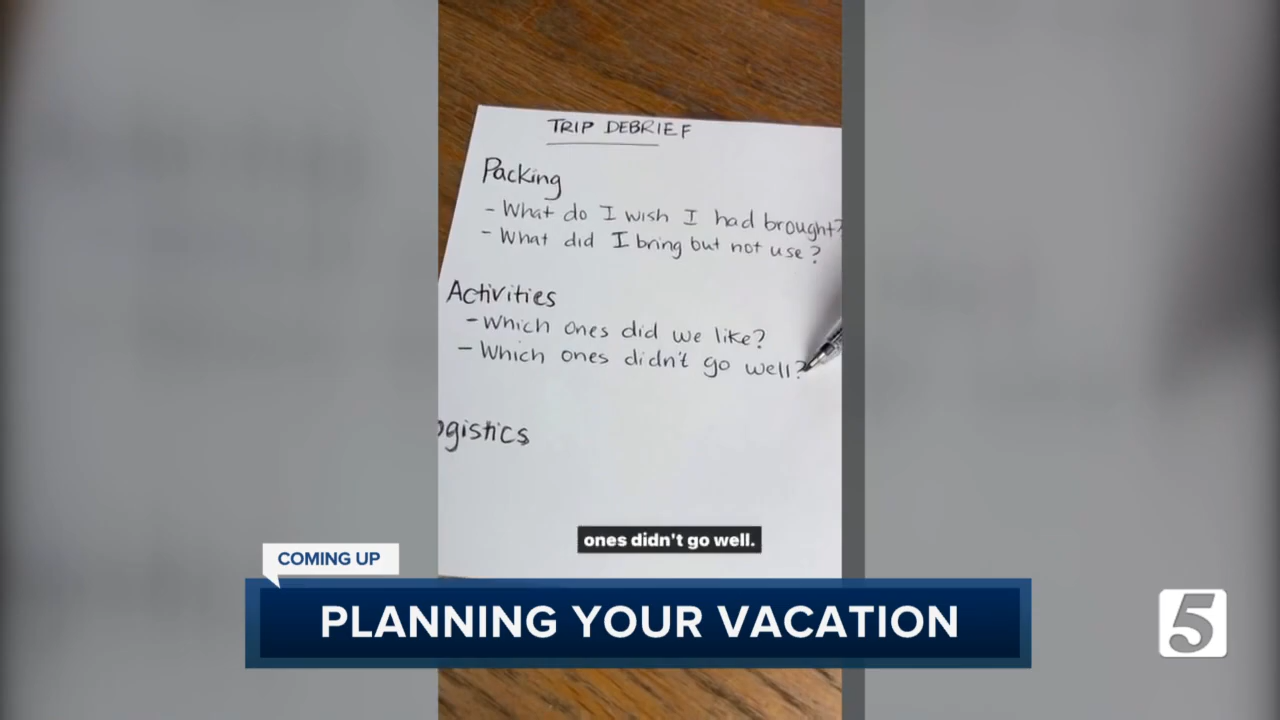 TRIP DEBRIEF
Packing
- What do I wish I had brought?
- What did I bring but not use?
Activities
- Which ones did we like?
- Which ones didn't go well?
ogistics
ones didn't go well.
COMING UP
PLANNING YOUR VACATION
5